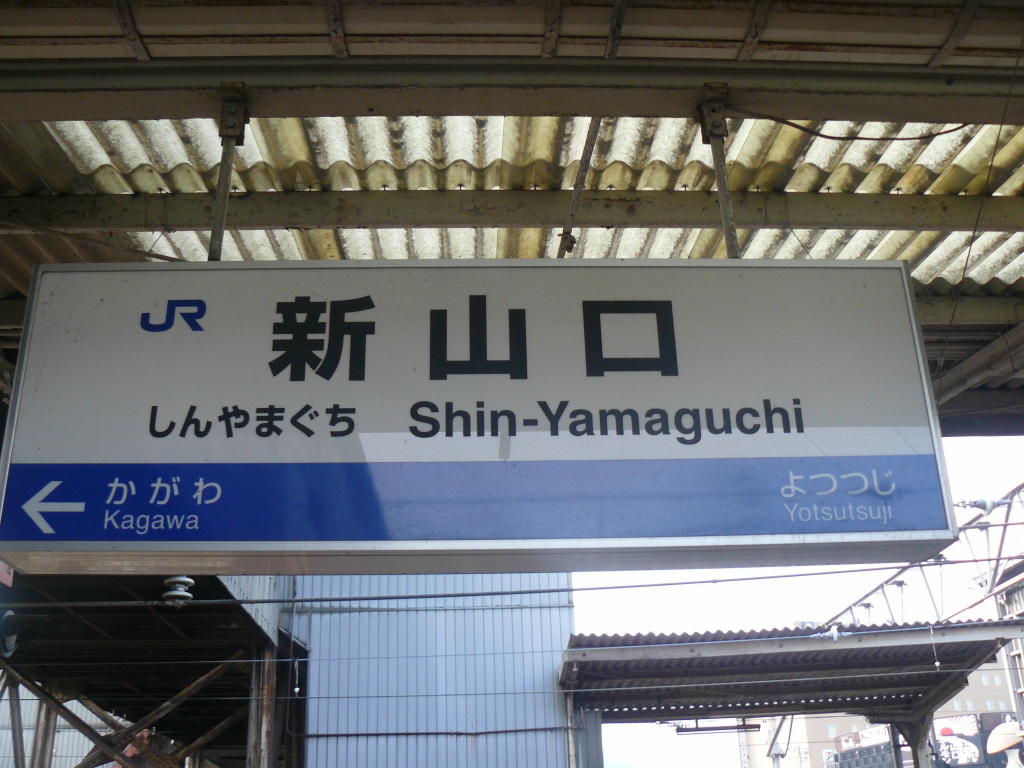 JR 新山口
しんやまぐち Shin-Yamaguchi
かがわ
Kagawa
よつつじ
Yotsutsuji